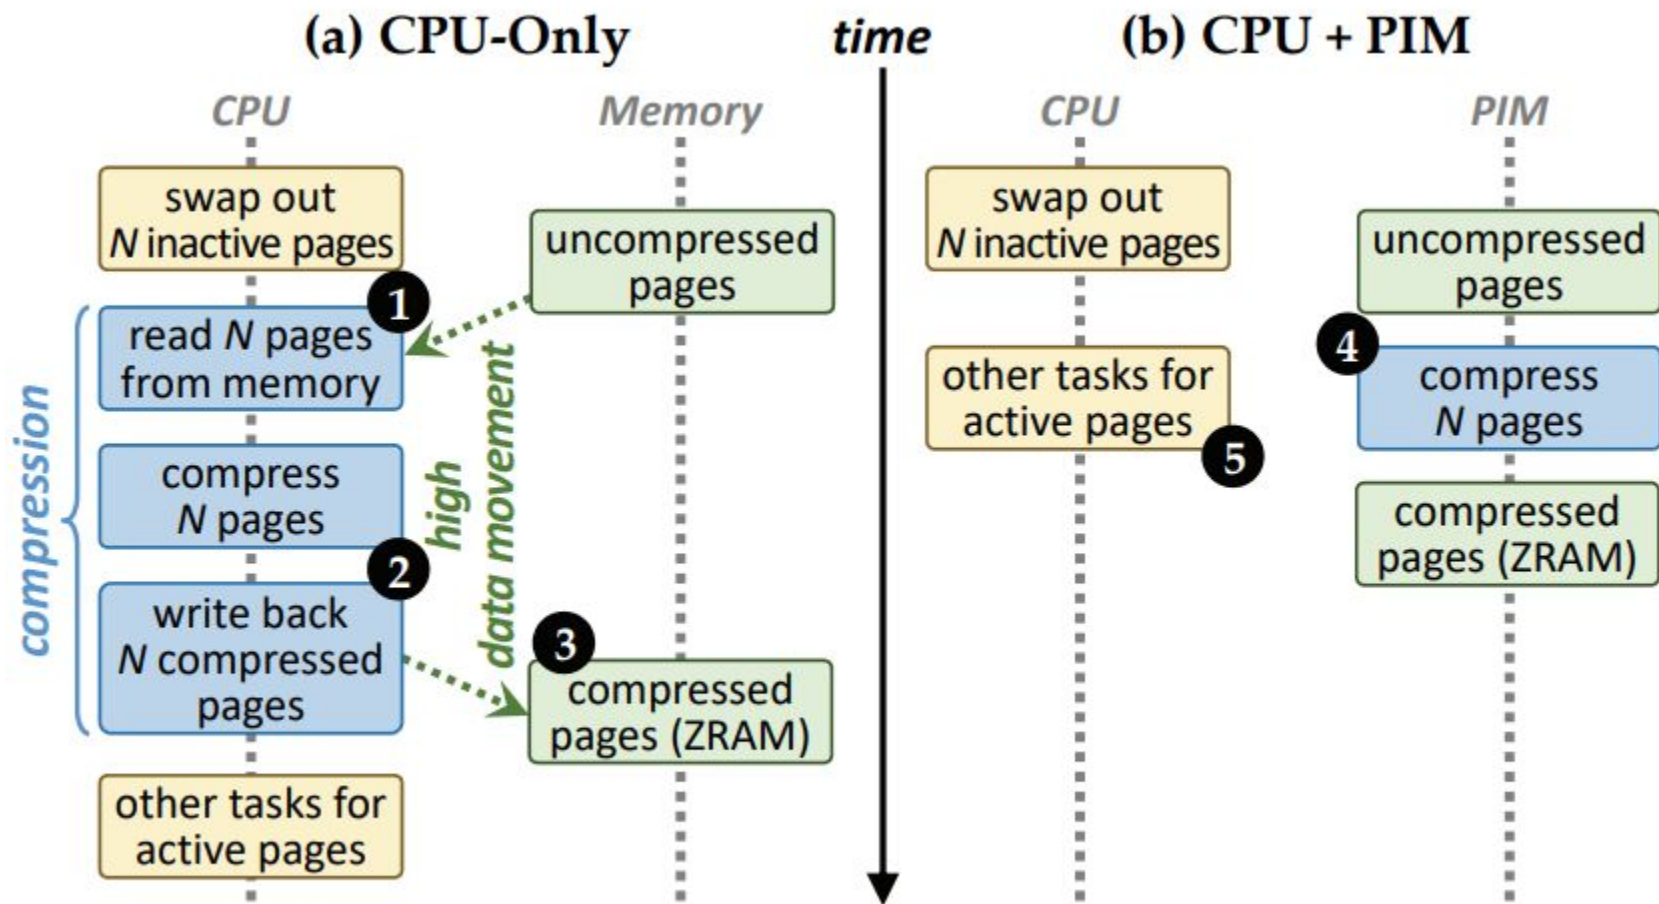 (a) CPU-Only
time
(b) CPU + PIM
CPU
Memory
swap out
N inactive pages
uncompressed
pages
1
read N pages
from memory
compression
compress
N pages
high
data movement
2
write back
N compressed
pages
3
compressed
pages (ZRAM)
other tasks for
active pages
CPU
PIM
swap out
N inactive pages
uncompressed
pages
4
other tasks for
active pages
5
compress
N pages
compressed
pages (ZRAM)